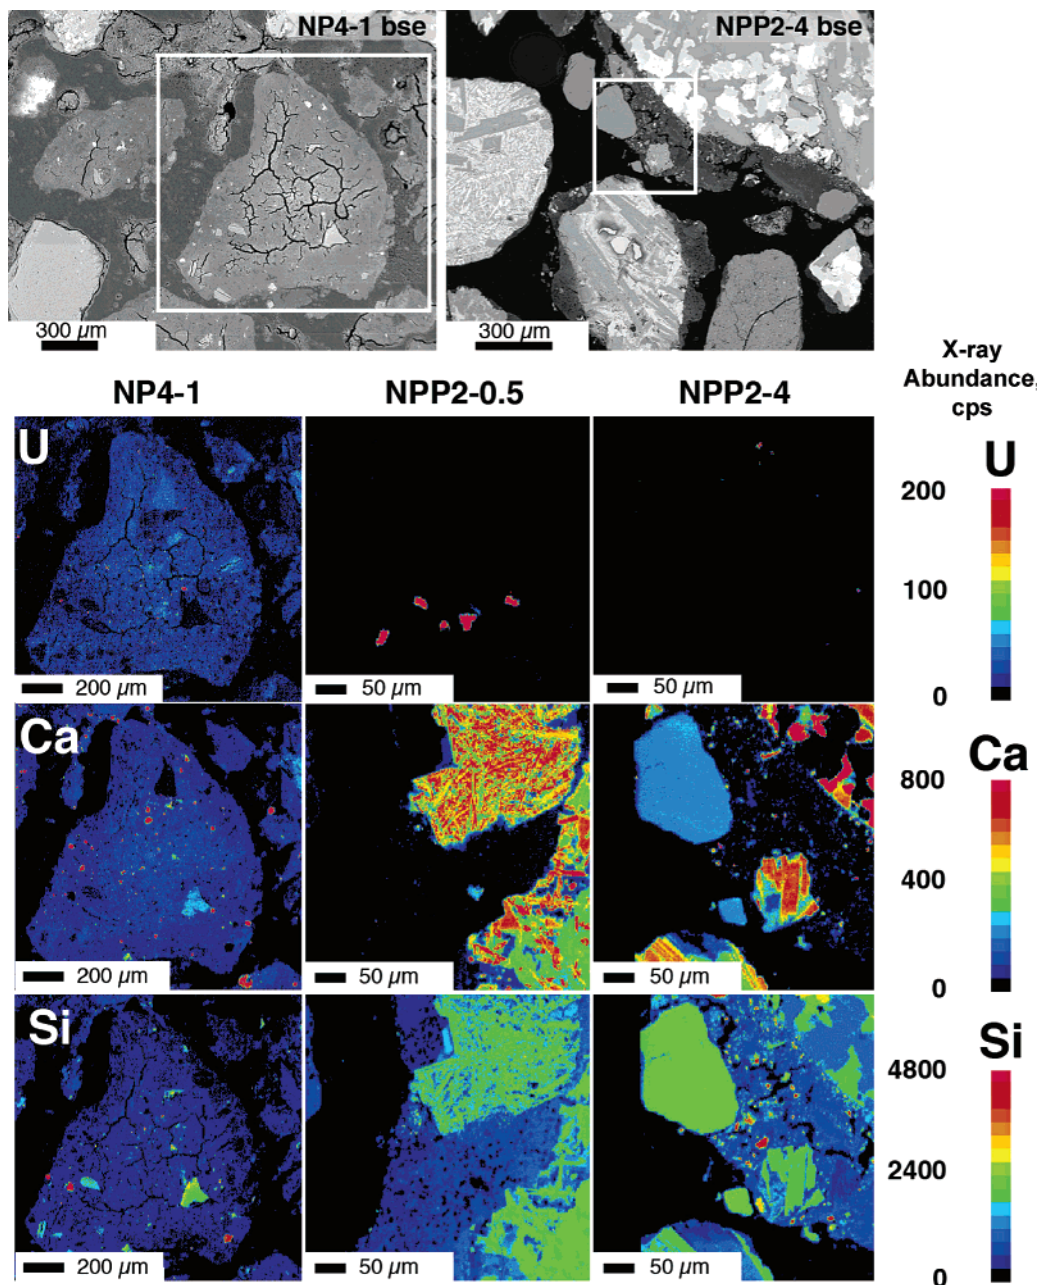 NP4-1 bse
NPP2-4 bse
300 µm
300 µm
X-ray
Abundance,
cps
NP4-1
NPP2-0.5
NPP2-4
U
200 µm
50 µm
50 µm
U
200
100
0
Ca
200 µm
50 µm
50 µm
Ca
800
400
0
Si
200 µm
50 µm
50 µm
Si
4800
2400
0